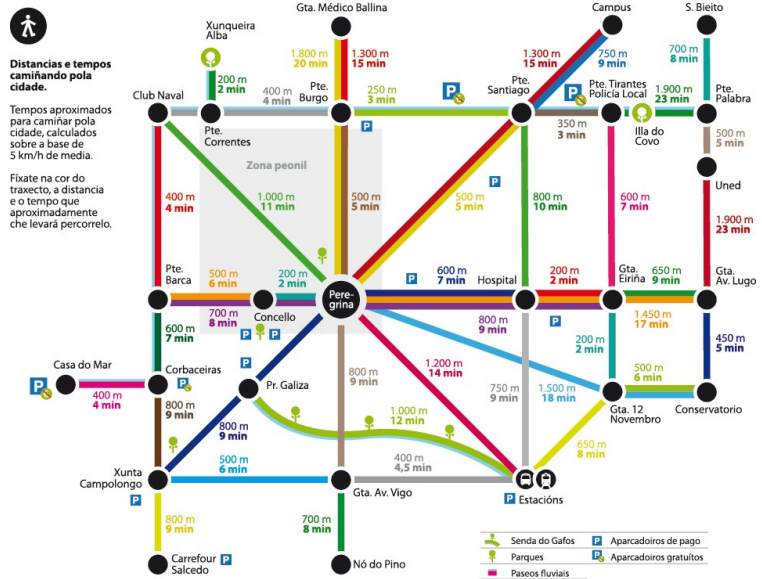 Distancias e tempos
camiñando pola
cidade.
Tempos aproximados
para camiñar pola
cidade, calculados
sobre a base de
5 km/h de media.
Fíxate na cor do
traxecto, a distancia
e o tempo que
aproximadamente
che levará percorrelo.
Xunqueira
Alba
Gta. Médico Ballina
Campus
S. Bieito
200 m
2 min
1.800 m
20 min
1.300 m
15 min
1.300 m
15 min
750 m
9 min
700 m
8 min
Club Naval
400 m
4 min
Pte.
Burgo
250 m
3 min
P
P
Pte.
Santiago
Pte. Tirantes
Policía Local
1.900 m
23 min
Pte.
Palabra
Pte.
Correntes
P
350 m
3 min
Illa do
Covo
500 m
5 min
Zona peonil
Uned
400 m
4 min
1.000 m
11 min
500 m
5 min
500 m
5 min
P
800 m
10 min
600 m
7 min
1.900 m
23 min
Pte.
Barca
500 m
6 min
200 m
2 min
Pere-
grina
P
600 m
7 min
Hospital
200 m
2 min
Gta.
Eiriña
650 m
9 min
Gta.
Av. Lugo
700 m
8 min
Concello
P
P
800 m
9 min
P
1.450 m
17 min
600 m
7 min
200 m
2 min
450 m
5 min
Casa do Mar
P
400 m
4 min
Corbaceiras
P
P
Pr. Galiza
800 m
9 min
1.200 m
14 min
750 m
9 min
1.500 m
18 min
500 m
6 min
Gta. 12
Novembro
Conservatorio
800 m
9 min
800 m
9 min
1.000 m
12 min
650 m
8 min
Xunta
Campolongo
P
500 m
6 min
400 m
4,5 min
Gta. Av. Vigo
P
Estacións
800 m
9 min
700 m
8 min
Carrefour
Salcedo
P
Nó do Pino
Senda do Gafos
P
Aparcadoiros de pago
Parques
P
Aparcadoiros gratuítos
Paseos fluviais